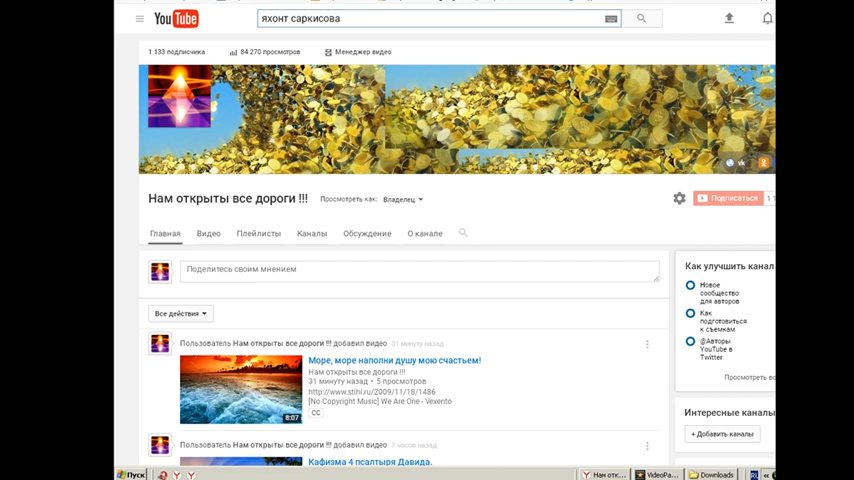 YouTube
яхонт саркисова
1 133 подписчика
84 270 просмотров
Менеджер видео
vk
Нам открыты все дороги !!!
Просмотреть как:
Владелец
Подписаться
Главная
Видео
Плейлисты
Каналы
Обсуждение
О канале
Поделитесь своим мнением
Все действия
Пользователь Нам открыты все дороги !!! добавил видео 31 минуту назад
Море, море наполни душу мою счастьем!
Нам открыты все дороги !!!
31 минуту назад • 5 просмотров
http://www.stihi.ru/2009/11/18/1486
[No Copyright Music] We Are One - Vexento
CC
8:07
Пользователь Нам открыты все дороги !!! добавил видео 7 часов назад
Кафизма 4 псалтыря Давида.
Как улучшить канал
Новое
сообщество
для авторов
Как
подготовиться
к съемкам
@Авторы
YouTube в
Twitter
Просмотреть вс
Интересные каналы
+ Добавить каналы
Пуск
Нам отк...
VideoPa...
Downloads
RU